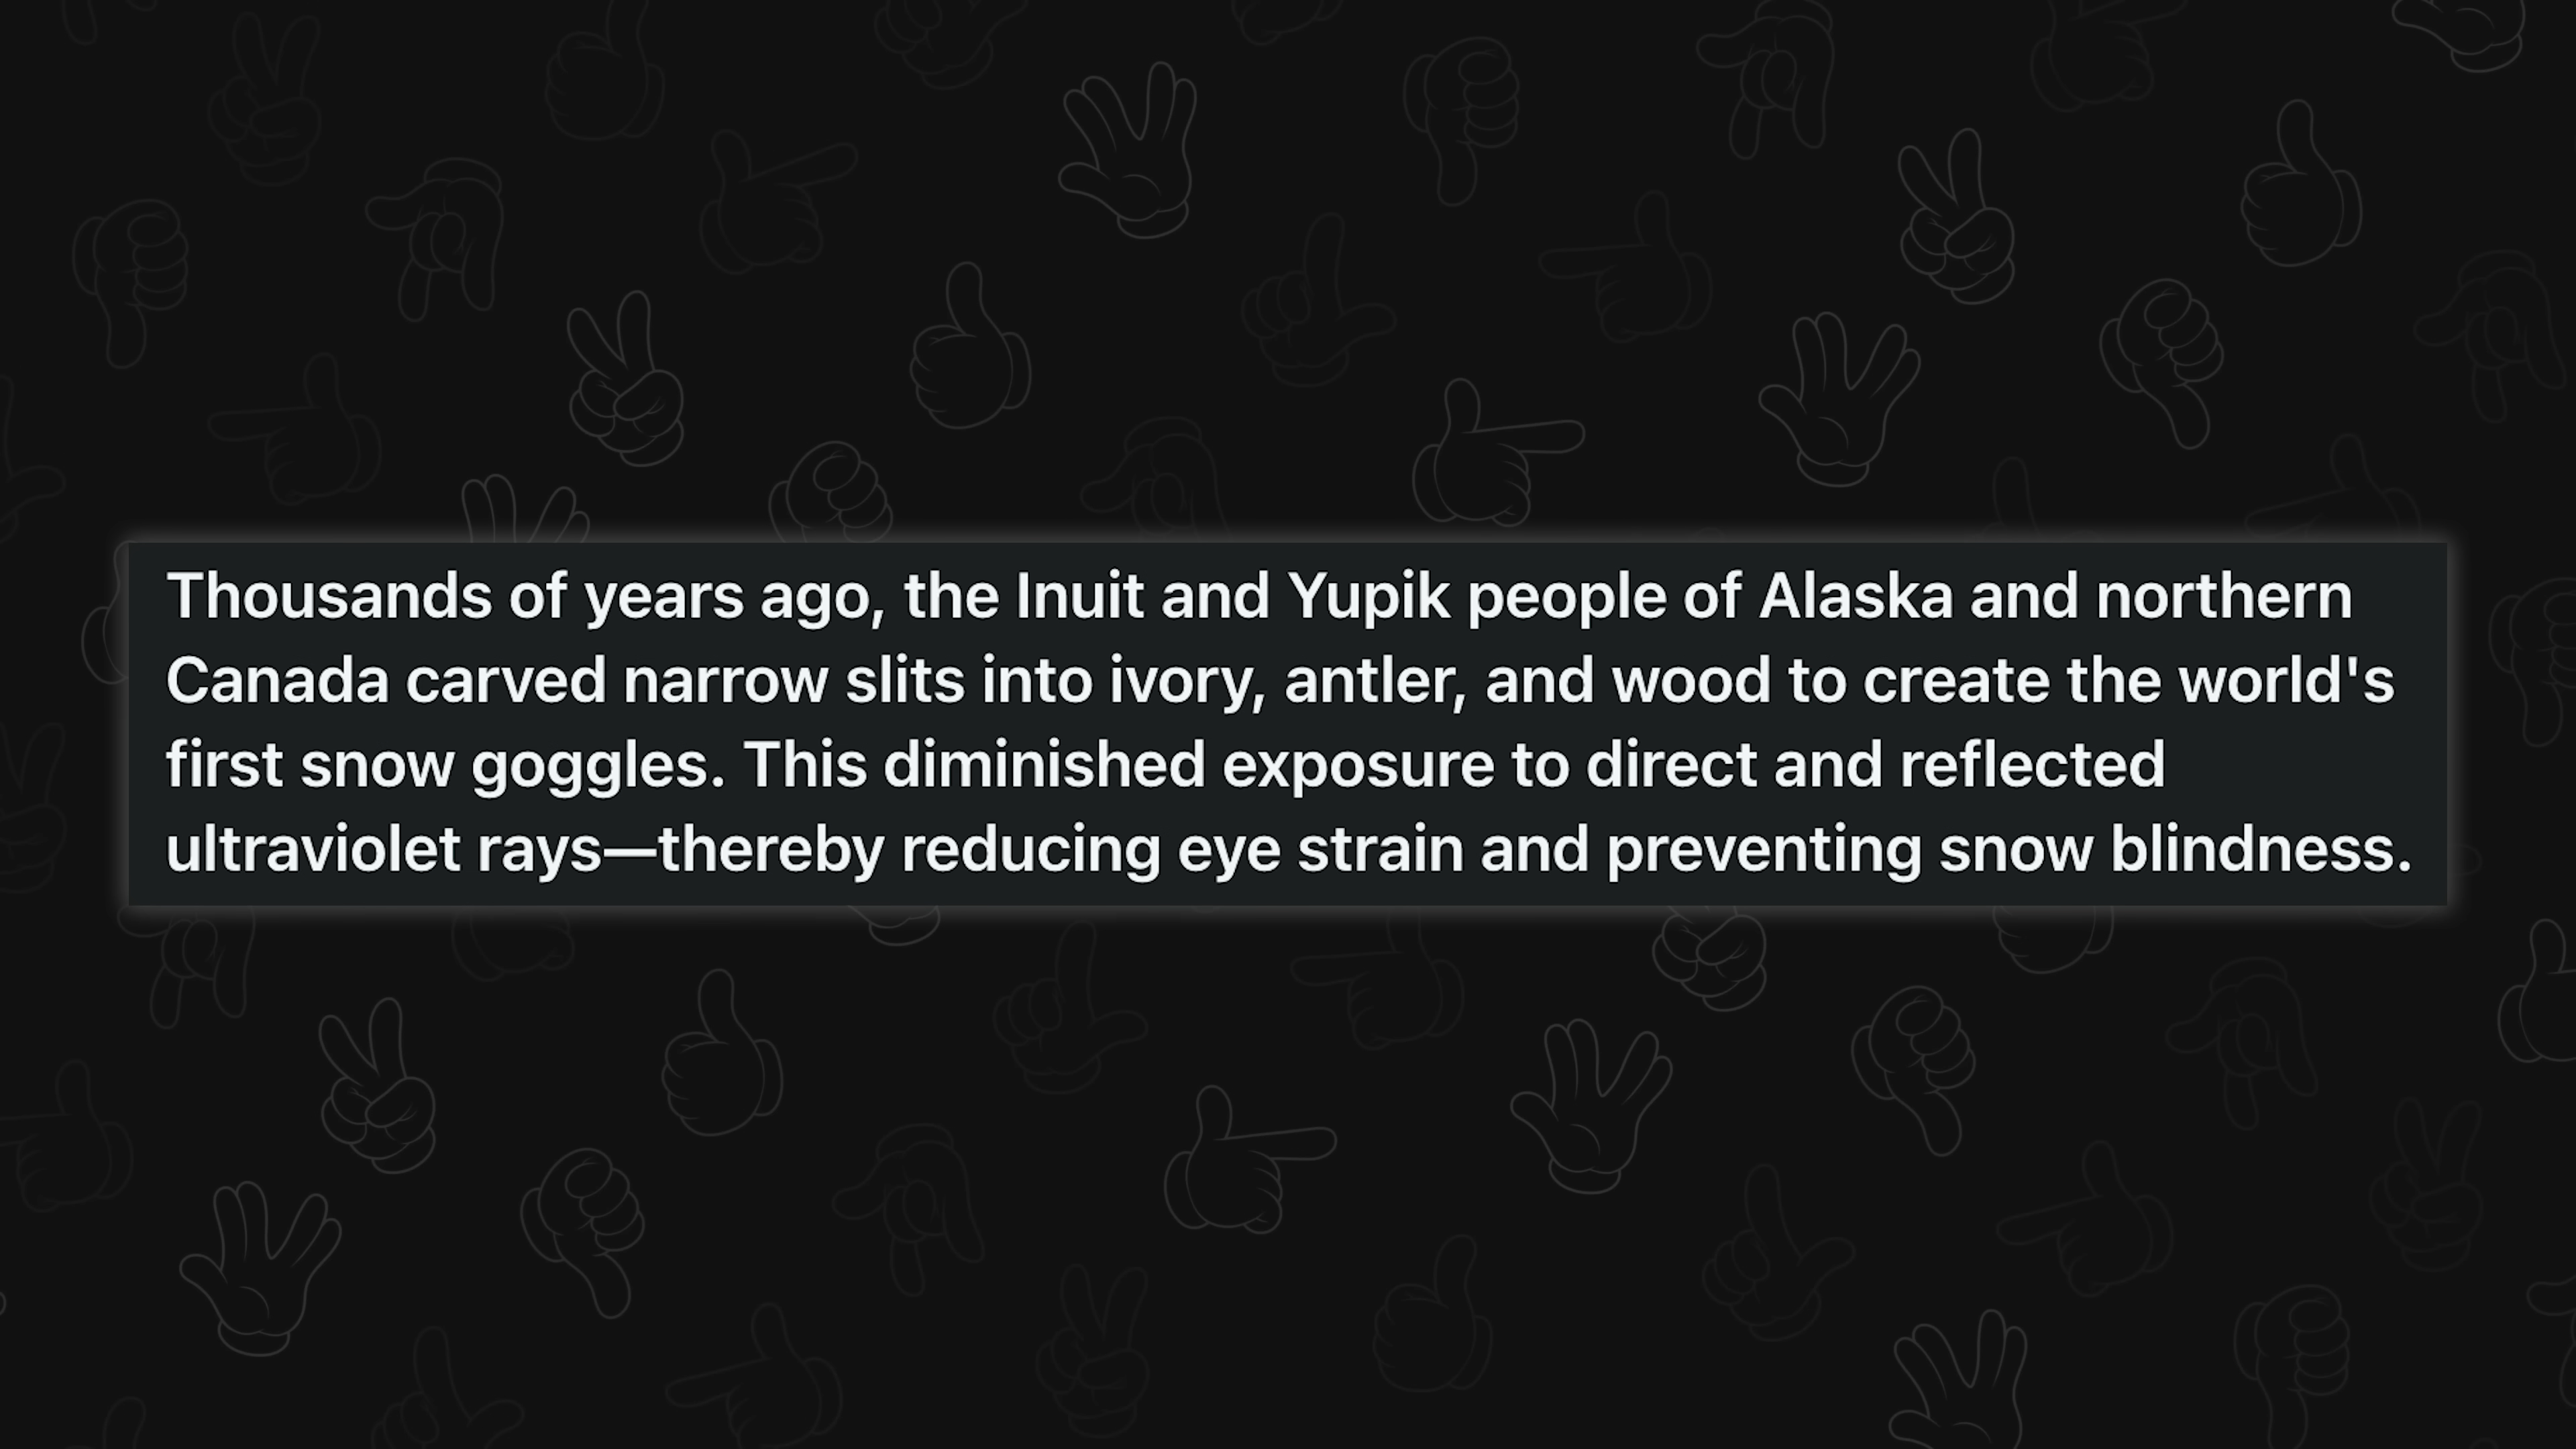 Thousands of years ago, the Inuit and Yupik people of Alaska and northern
Canada carved narrow slits into ivory, antler, and wood to create the world's
first snow goggles. This diminished exposure to direct and reflected
ultraviolet rays—thereby reducing eye strain and preventing snow blindness.